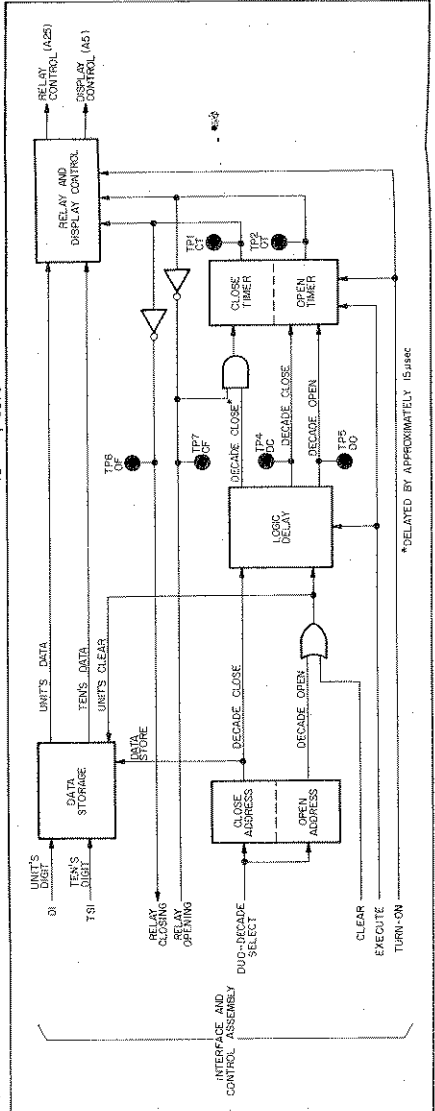 RELAY
CONTROL (A25)
DISPLAY
CONTROL (A5)
RELAY AND
DISPLAY CONTROL
UNIT'S DATA
TEN'S DATA
UNIT'S CLEAR
DATA
STORE
DATA
STORAGE
UNIT'S
DIGIT
DI
TEN'S
DIGIT
TSI
RELAY
CLOSING
RELAY
OPENING
TP6
OF
TP7
CF
TP1
CT
TP2
OT
CLOSE
TIMER
OPEN
TIMER
DECADE CLOSE*
TP4
DC
DECADE CLOSE
DECADE OPEN
TP5
DO
LOGIC
DELAY
DECADE CLOSE
DECADE OPEN
CLOSE
ADDRESS
OPEN
ADDRESS
DUO-DECADE
SELECT
CLEAR
EXECUTE
TURN-ON
INTERFACE AND
CONTROL ASSEMBLY
*DELAYED BY APPROXIMATELY 15µsec